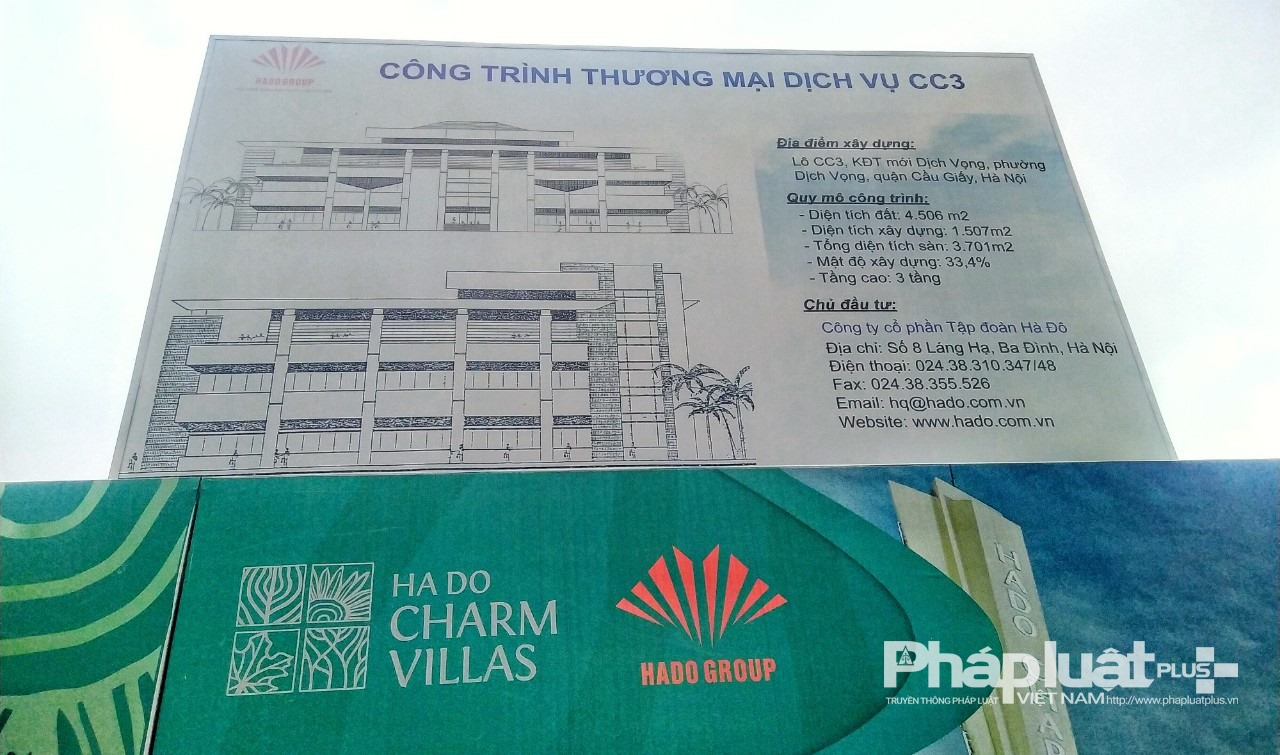 HADO GROUP
CÔNG TRÌNH THƯƠNG MẠI DỊCH VỤ CC3
Địa điểm xây dựng:
Lô CC3, KĐT mới Dịch Vọng, phường
Dịch Vọng, quận Cầu Giấy, Hà Nội
Quy mô công trình:
- Diện tích đất: 4.506 m2
- Diện tích xây dựng: 1.507m2
- Tổng diện tích sàn: 3.701m2
- Mật độ xây dựng: 33,4%
- Tầng cao: 3 tầng
Chủ đầu tư:
Công ty cổ phần Tập đoàn Hà Đô
Địa chỉ: Số 8 Láng Hạ, Ba Đình, Hà Nội
Điện thoại: 024.38.310.347/48
Fax: 024.38.355.526
Email: hq@hado.com.vn
Website: www.hado.com.vn
HA DO
CHARM
VILLAS
HADO GROUP
HADO
Pháp luật PLUS
TRUYỀN THÔNG PHÁP LUẬT VIỆT NAM http://www.phapluatplus.vn